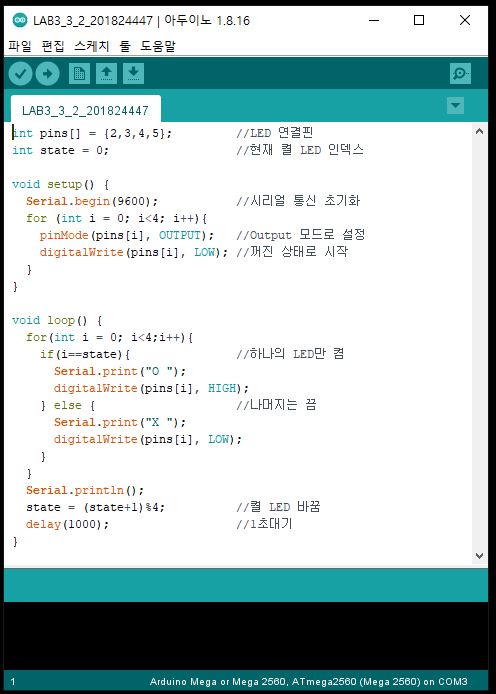 LAB3_3_2_201824447 | 아두이노 1.8.16
파일 편집 스케치 툴 도움말
LAB3_3_2_201824447
int pins[] = {2,3,4,5};         //LED 연결핀
int state = 0;                  //현재 켤 LED 인덱스

void setup() {
  Serial.begin(9600);           //시리얼 통신 초기화
  for (int i = 0; i<4; i++){
    pinMode(pins[i], OUTPUT);   //Output 모드로 설정
    digitalWrite(pins[i], LOW); //꺼진 상태로 시작
  }
}

void loop() {
  for(int i = 0; i<4;i++){
    if(i==state){               //하나의 LED만 켬
      Serial.print("O ");
      digitalWrite(pins[i], HIGH);
    } else {                    //나머지는 끔
      Serial.print("X ");
      digitalWrite(pins[i], LOW);
    }
  }
  Serial.println();
  state = (state+1)%4;          //켤 LED 바꿈
  delay(1000);                  //1초대기
}
1 Arduino Mega or Mega 2560, ATmega2560 (Mega 2560) on COM3